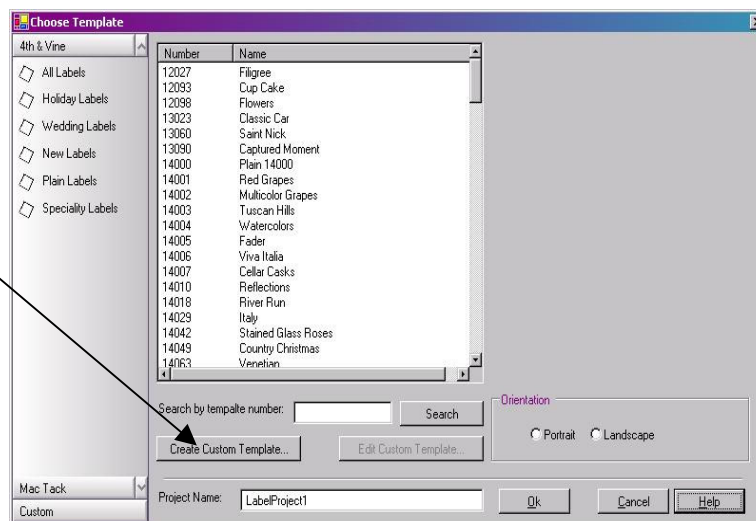 Choose Template
4th & Vine
All Labels
Holiday Labels
Wedding Labels
New Labels
Plain Labels
Speciality Labels
Mac Tack
Custom
Number Name
12027 Filigree
12093 Cup Cake
12098 Flowers
13023 Classic Car
13060 Saint Nick
13090 Captured Moment
14000 Plain 14000
14001 Red Grapes
14002 Multicolor Grapes
14003 Tuscan Hills
14004 Watercolors
14005 Fader
14006 Viva Italia
14007 Cellar Casks
14010 Reflections
14018 River Run
14029 Italy
14042 Stained Glass Roses
14049 Country Christmas
14063 Venetian
Search by tempalte number: Search
Create Custom Template... Edit Custom Template...
Orientation
Portrait Landscape
Project Name: LabelProject1 Ok Cancel Help